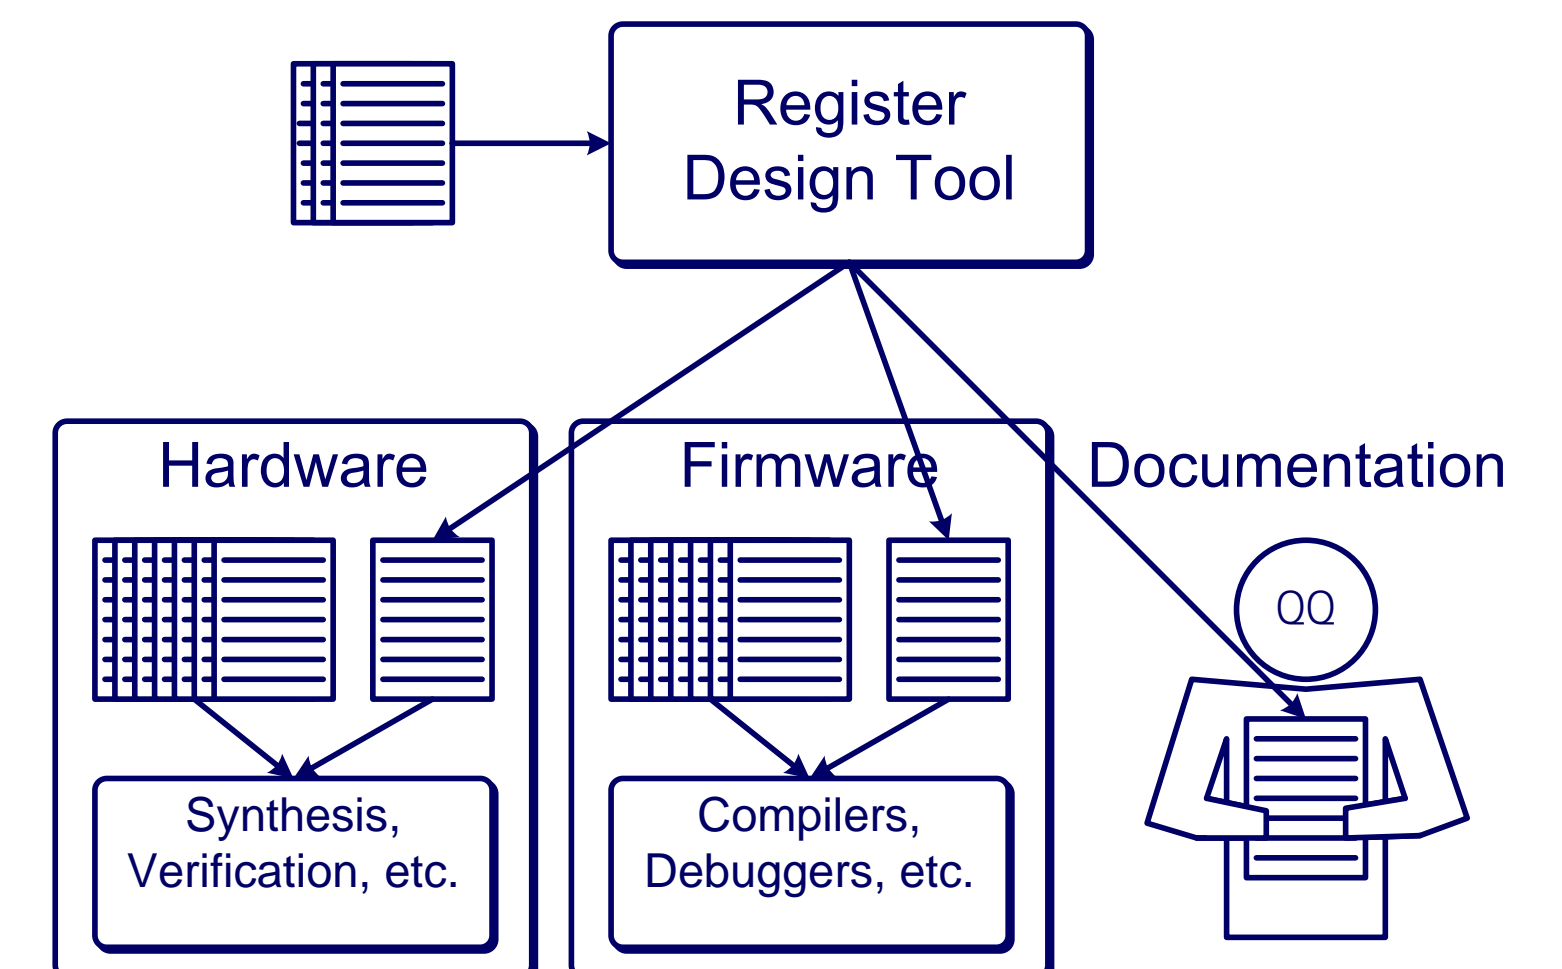 Register
Design Tool
Hardware
Firmware
Documentation
QQ
Synthesis,
Verification, etc.
Compilers,
Debuggers, etc.